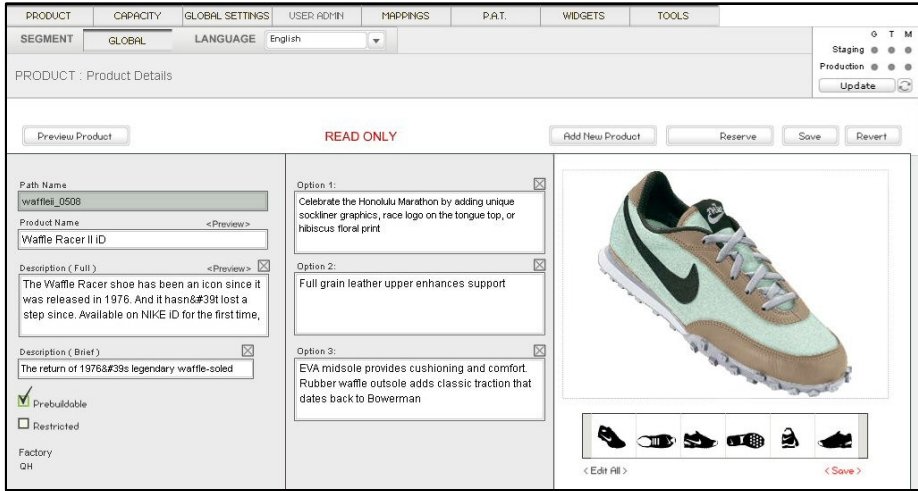 PRODUCT CAPACITY GLOBAL SETTINGS USER ADMIN MAPPINGS P.A.T. WIDGETS TOOLS
SEGMENT GLOBAL LANGUAGE English
G T M
Staging
Production
Update
PRODUCT : Product Details
Preview Product READ ONLY Add New Product Reserve Save Revert
Path Name
waffleii_0508
Product Name <Preview>
Waffle Racer II iD
Description ( Full ) <Preview>
The Waffle Racer shoe has been an icon since it
was released in 1976. And it hasn&#39t lost a
step since. Available on NIKE iD for the first time,
Description ( Brief )
The return of 1976&#39s legendary waffle-soled
Prebuildable
Restricted
Factory
QH
Option 1:
Celebrate the Honolulu Marathon by adding unique
sockliner graphics, race logo on the tongue top, or
hibiscus floral print
Option 2:
Full grain leather upper enhances support
Option 3:
EVA midsole provides cushioning and comfort.
Rubber waffle outsole adds classic traction that
dates back to Bowerman
< Edit All > < Save >